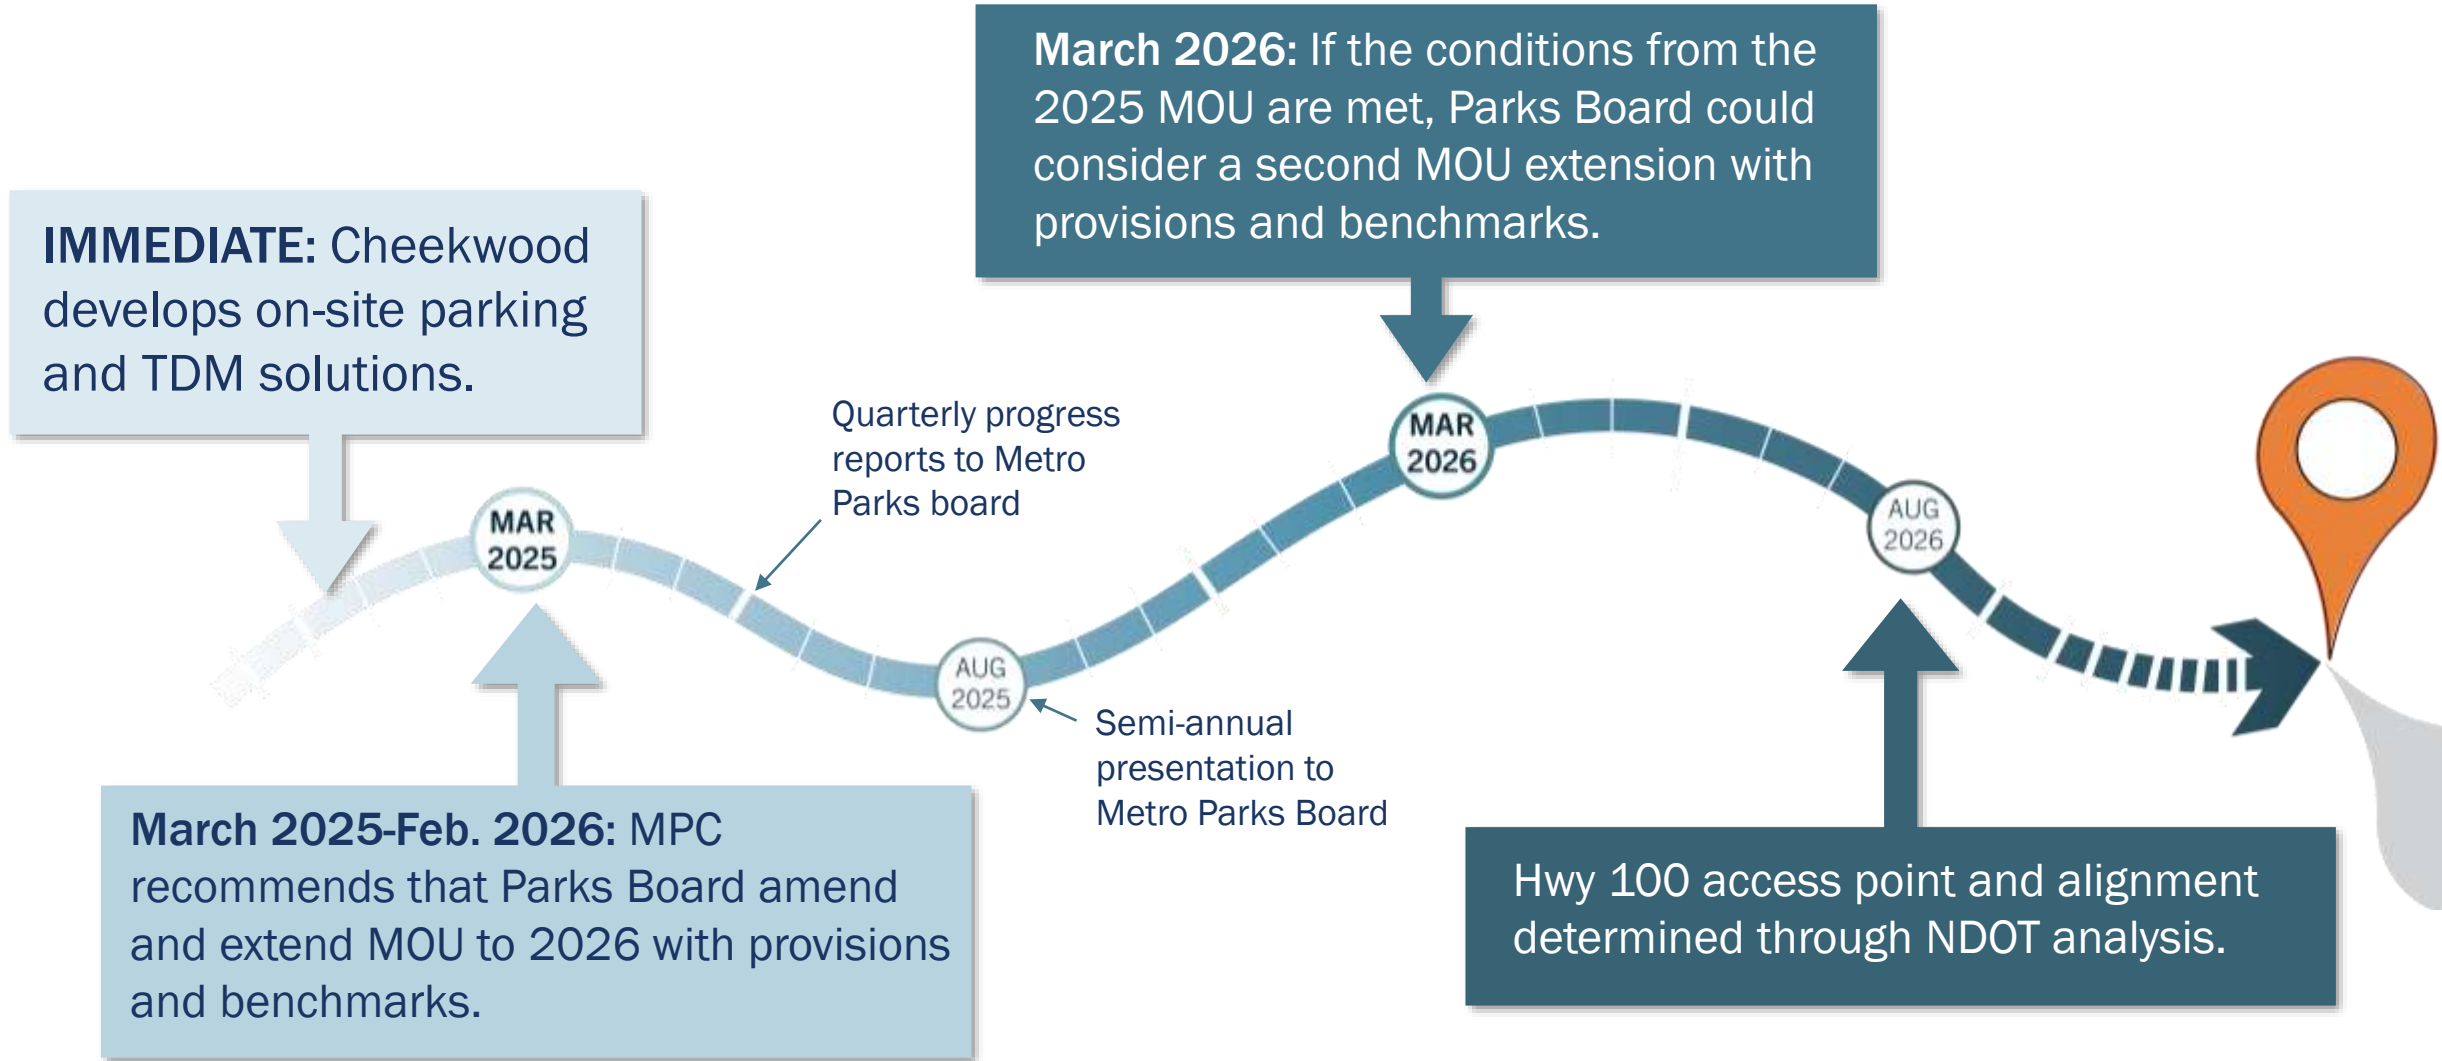 IMMEDIATE: Cheekwood
develops on-site parking
and TDM solutions.
MAR
2025
March 2025-Feb. 2026: MPC
recommends that Parks Board amend
and extend MOU to 2026 with provisions
and benchmarks.
Quarterly progress
reports to Metro
Parks board
AUG
2025
Semi-annual
presentation to
Metro Parks Board
March 2026: If the conditions from the
2025 MOU are met, Parks Board could
consider a second MOU extension with
provisions and benchmarks.
MAR
2026
AUG
2026
Hwy 100 access point and alignment
determined through NDOT analysis.